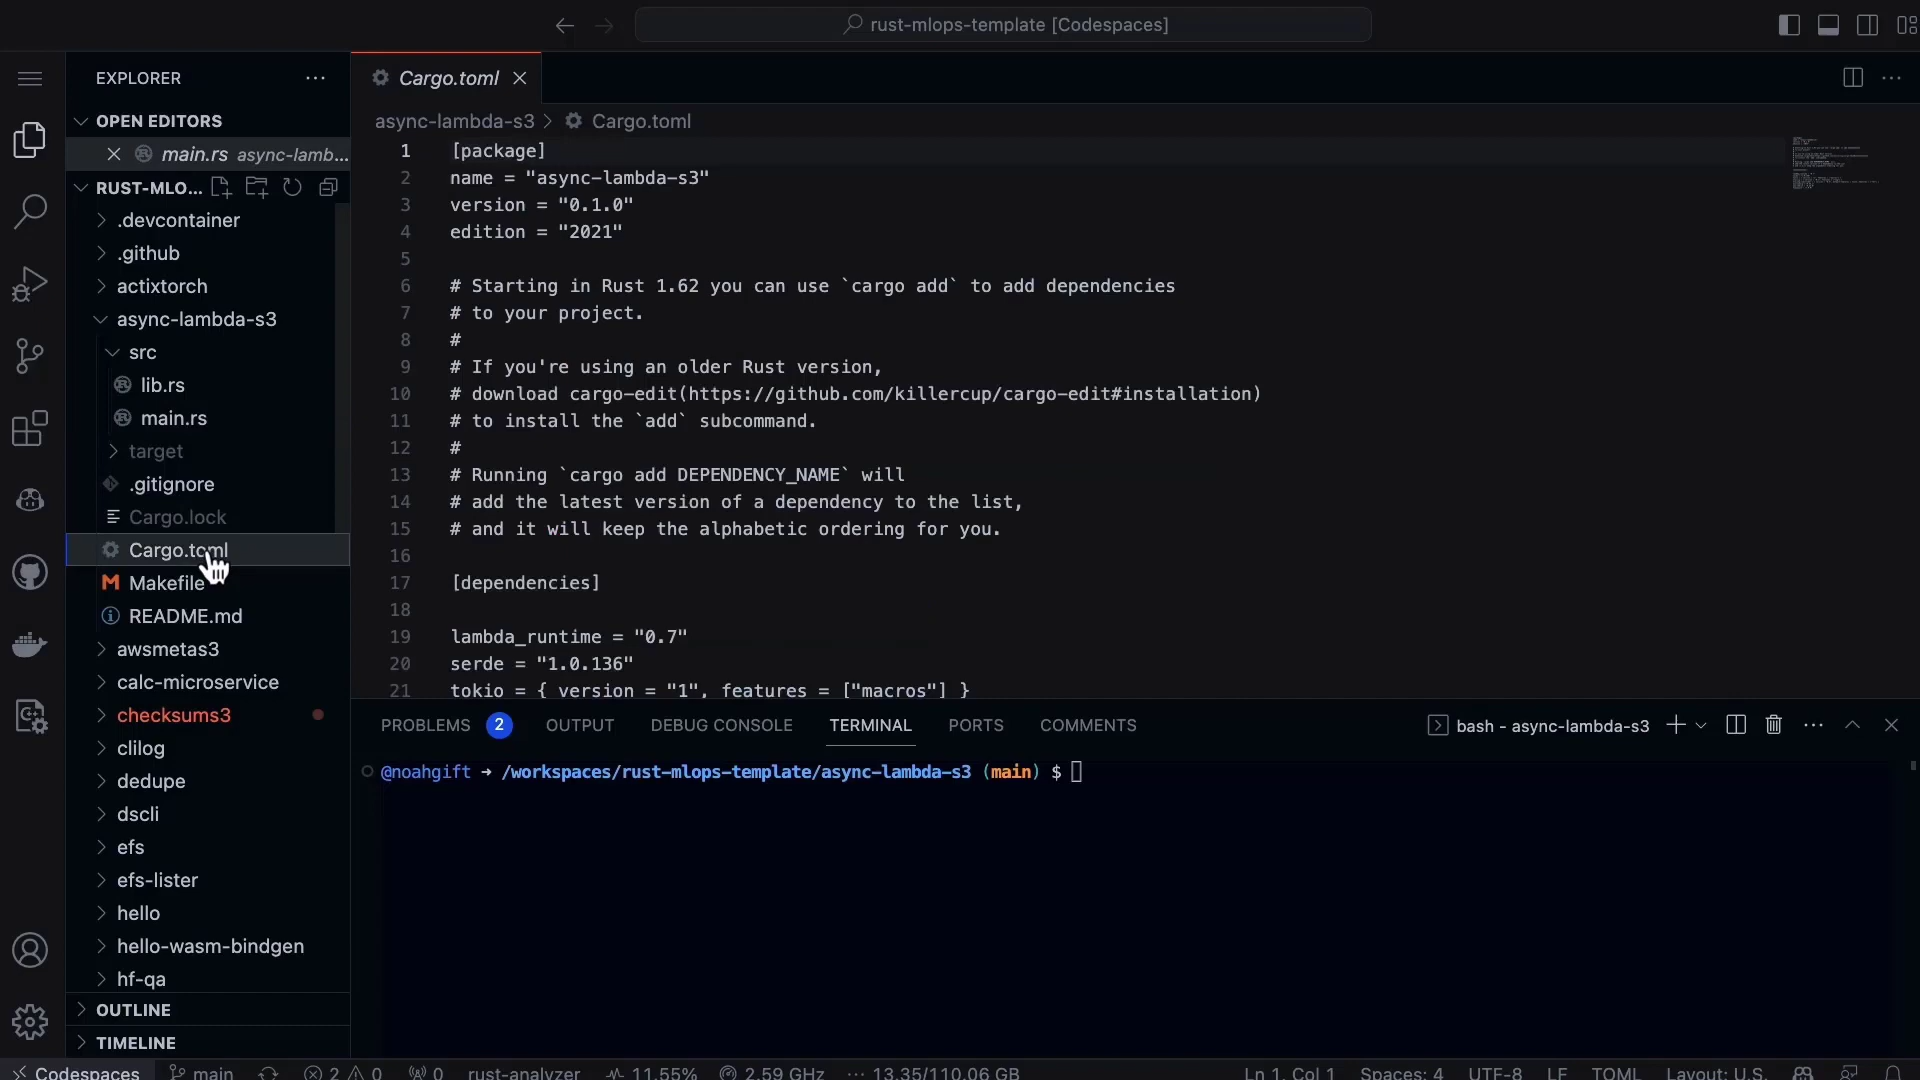 rust-mlops-template [Codespaces]
EXPLORER
Cargo.toml
OPEN EDITORS
main.rs async-lamb...
RUST-MLO...
.devcontainer
.github
actixtorch
async-lambda-s3
src
lib.rs
main.rs
target
.gitignore
Cargo.lock
Cargo.toml
Makefile
README.md
awsmetas3
calc-microservice
checksums3
clilog
dedupe
dscli
efs
efs-lister
hello
hello-wasm-bindgen
hf-qa
OUTLINE
TIMELINE
async-lambda-s3 > Cargo.toml
1 [package]
2 name = "async-lambda-s3"
3 version = "0.1.0"
4 edition = "2021"
5
6 # Starting in Rust 1.62 you can use `cargo add` to add dependencies
7 # to your project.
8 #
9 # If you're using an older Rust version,
10 # download cargo-edit(https://github.com/killercup/cargo-edit#installation)
11 # to install the `add` subcommand.
12 #
13 # Running `cargo add DEPENDENCY_NAME` will
14 # add the latest version of a dependency to the list,
15 # and it will keep the alphabetic ordering for you.
16
17 [dependencies]
18
19 lambda_runtime = "0.7"
20 serde = "1.0.136"
21 tokio = { version = "1", features = ["macros"] }
PROBLEMS 2 OUTPUT DEBUG CONSOLE TERMINAL PORTS COMMENTS
bash - async-lambda-s3
@noahgift → /workspaces/rust-mlops-template/async-lambda-s3 (main) $
Codespaces main 2 0 0 rust-analyzer 11.55% 2.59 GHz 13.35/110.06 GB Ln 1, Col 1 Spaces: 4 UTF-8 LF TOML Layout: U.S.